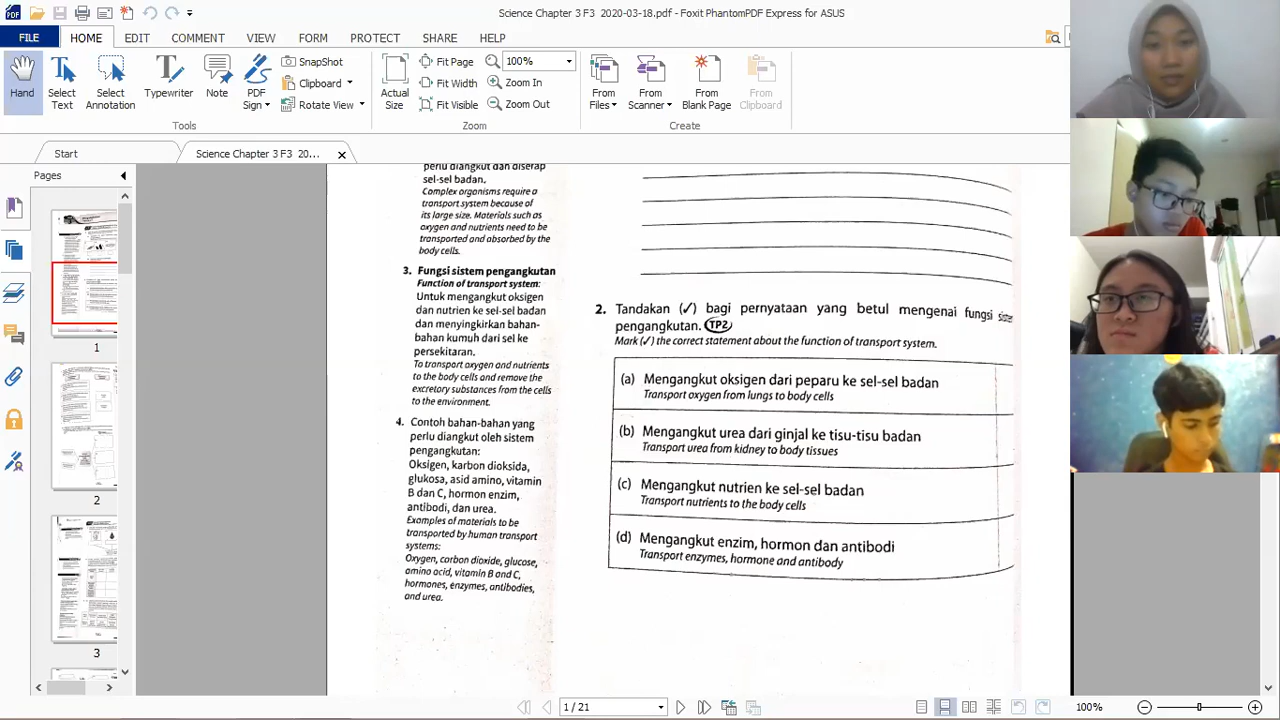 Science Chapter 3 F3 2020-03-18.pdf - Foxit PhantomPDF Express for ASUS
FILE HOME EDIT COMMENT VIEW FORM PROTECT SHARE HELP
Hand
Select Text
Select Annotation
Typewriter
Note
PDF Sign
SnapShot
Clipboard
Rotate View
Tools
Actual Size
Fit Page
Fit Width
Fit Visible
100%
Zoom In
Zoom Out
Zoom
From Files
From Scanner
From Blank Page
From Clipboard
Create
Start
Science Chapter 3 F3 20...
Pages
1
2
3
perlu diangkut dan diserap
sel-sel badan.
Complex organisms require a
transport system because of
its large size. Materials such as
oxygen and nutrients need to be
transported and absorbed by the
body cells.
3. Fungsi sistem pengangkutan
Function of transport system:
Untuk mengangkut oksigen
dan nutrien ke sel-sel badan
dan menyingkirkan bahan-
bahan kumuh dari sel ke
persekitaran.
To transport oxygen and nutrients
to the body cells and remove the
excretory substances from the cells
to the environment.
4. Contoh bahan-bahan yang
perlu diangkut oleh sistem
pengangkutan:
Oksigen, karbon dioksida,
glukosa, asid amino, vitamin
B dan C, hormon enzim,
antibodi, dan urea.
Examples of materials to be
transported by human transport
systems:
Oxygen, carbon dioxide, glucose,
amino acid, vitamin B and C,
hormones, enzymes, antibodies,
and urea.
2. Tandakan (✓) bagi pernyataan yang betul mengenai fungsi sistem
pengangkutan. TP2
Mark (✓) the correct statement about the function of transport system.
(a) Mengangkut oksigen dari peparu ke sel-sel badan
Transport oxygen from lungs to body cells
(b) Mengangkut urea dari ginjal ke tisu-tisu badan
Transport urea from kidney to body tissues
(c) Mengangkut nutrien ke sel-sel badan
Transport nutrients to the body cells
(d) Mengangkut enzim, hormon dan antibodi
Transport enzymes, hormone and antibody
1 / 21
100%